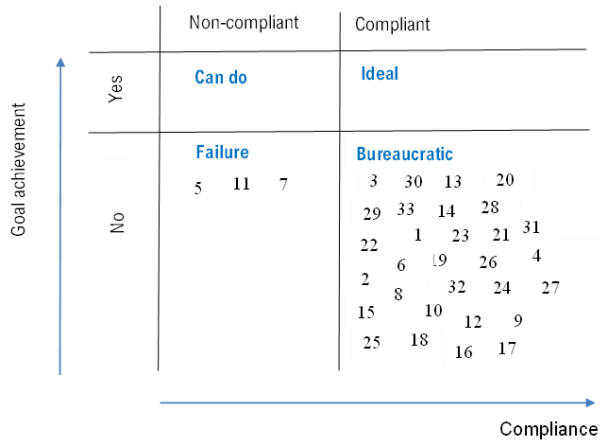 Non-compliant Compliant
Yes
Can do Ideal
Goal achievement
Failure Bureaucratic
No
5 11 7 3 30 13 20
29 33 14 28
22 1 23 21 31
6 19 26 4
2 8 32 24 27
15 10 12 9
25 18 16 17
Compliance